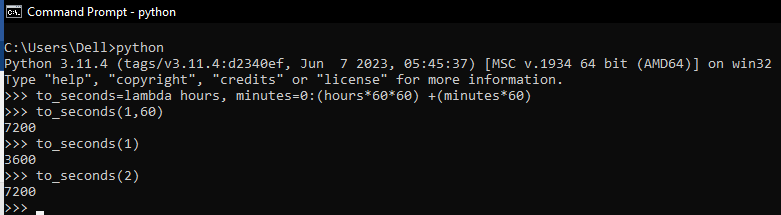 Command Prompt - python
C:\Users\Dell>python
Python 3.11.4 (tags/v3.11.4:d2340ef, Jun  7 2023, 05:45:37) [MSC v.1934 64 bit (AMD64)] on win32
Type "help", "copyright", "credits" or "license" for more information.
>>> to_seconds=lambda hours, minutes=0:(hours*60*60) +(minutes*60)
>>> to_seconds(1,60)
7200
>>> to_seconds(1)
3600
>>> to_seconds(2)
7200
>>>